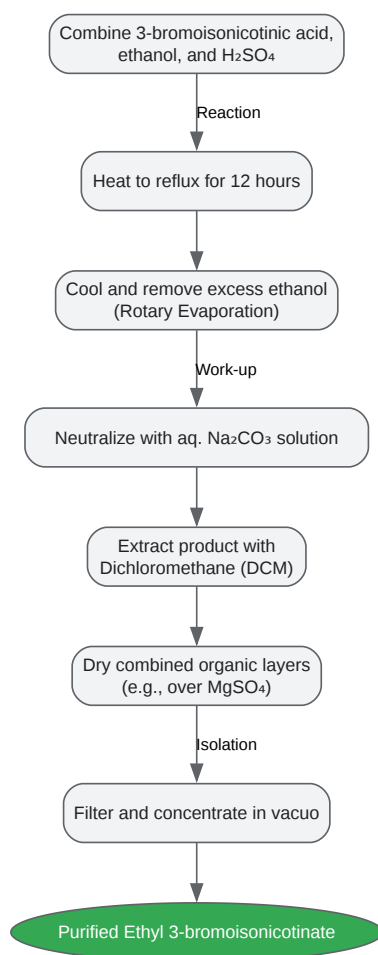 Combine 3-bromoisonicotinic acid,
ethanol, and H₂SO₄
Reaction
Heat to reflux for 12 hours
Cool and remove excess ethanol
(Rotary Evaporation)
Work-up
Neutralize with aq. Na₂CO₃ solution
Extract product with
Dichloromethane (DCM)
Dry combined organic layers
(e.g., over MgSO₄)
Isolation
Filter and concentrate in vacuo
Purified Ethyl 3-bromoisonicotinate